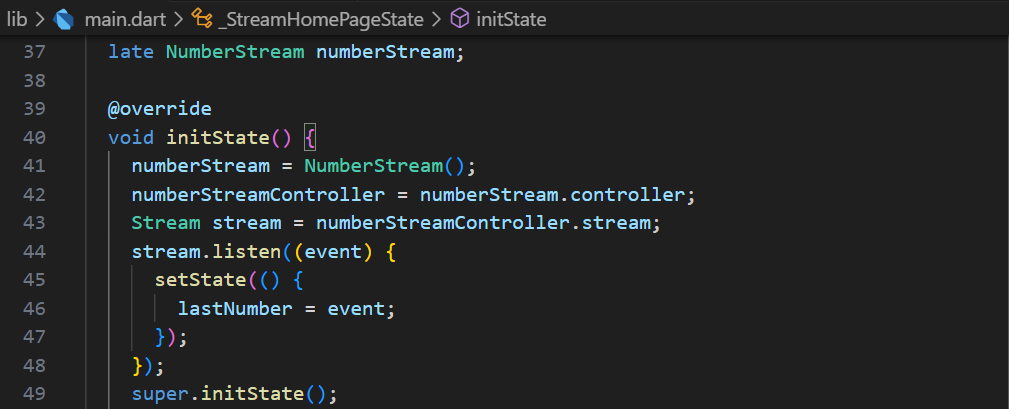 lib > main.dart > _StreamHomePageState > initState
37 late NumberStream numberStream;
38
39 @override
40 void initState() {
41 numberStream = NumberStream();
42 numberStreamController = numberStream.controller;
43 Stream stream = numberStreamController.stream;
44 stream.listen((event) {
45 setState(() {
46 lastNumber = event;
47 });
48 });
49 super.initState();